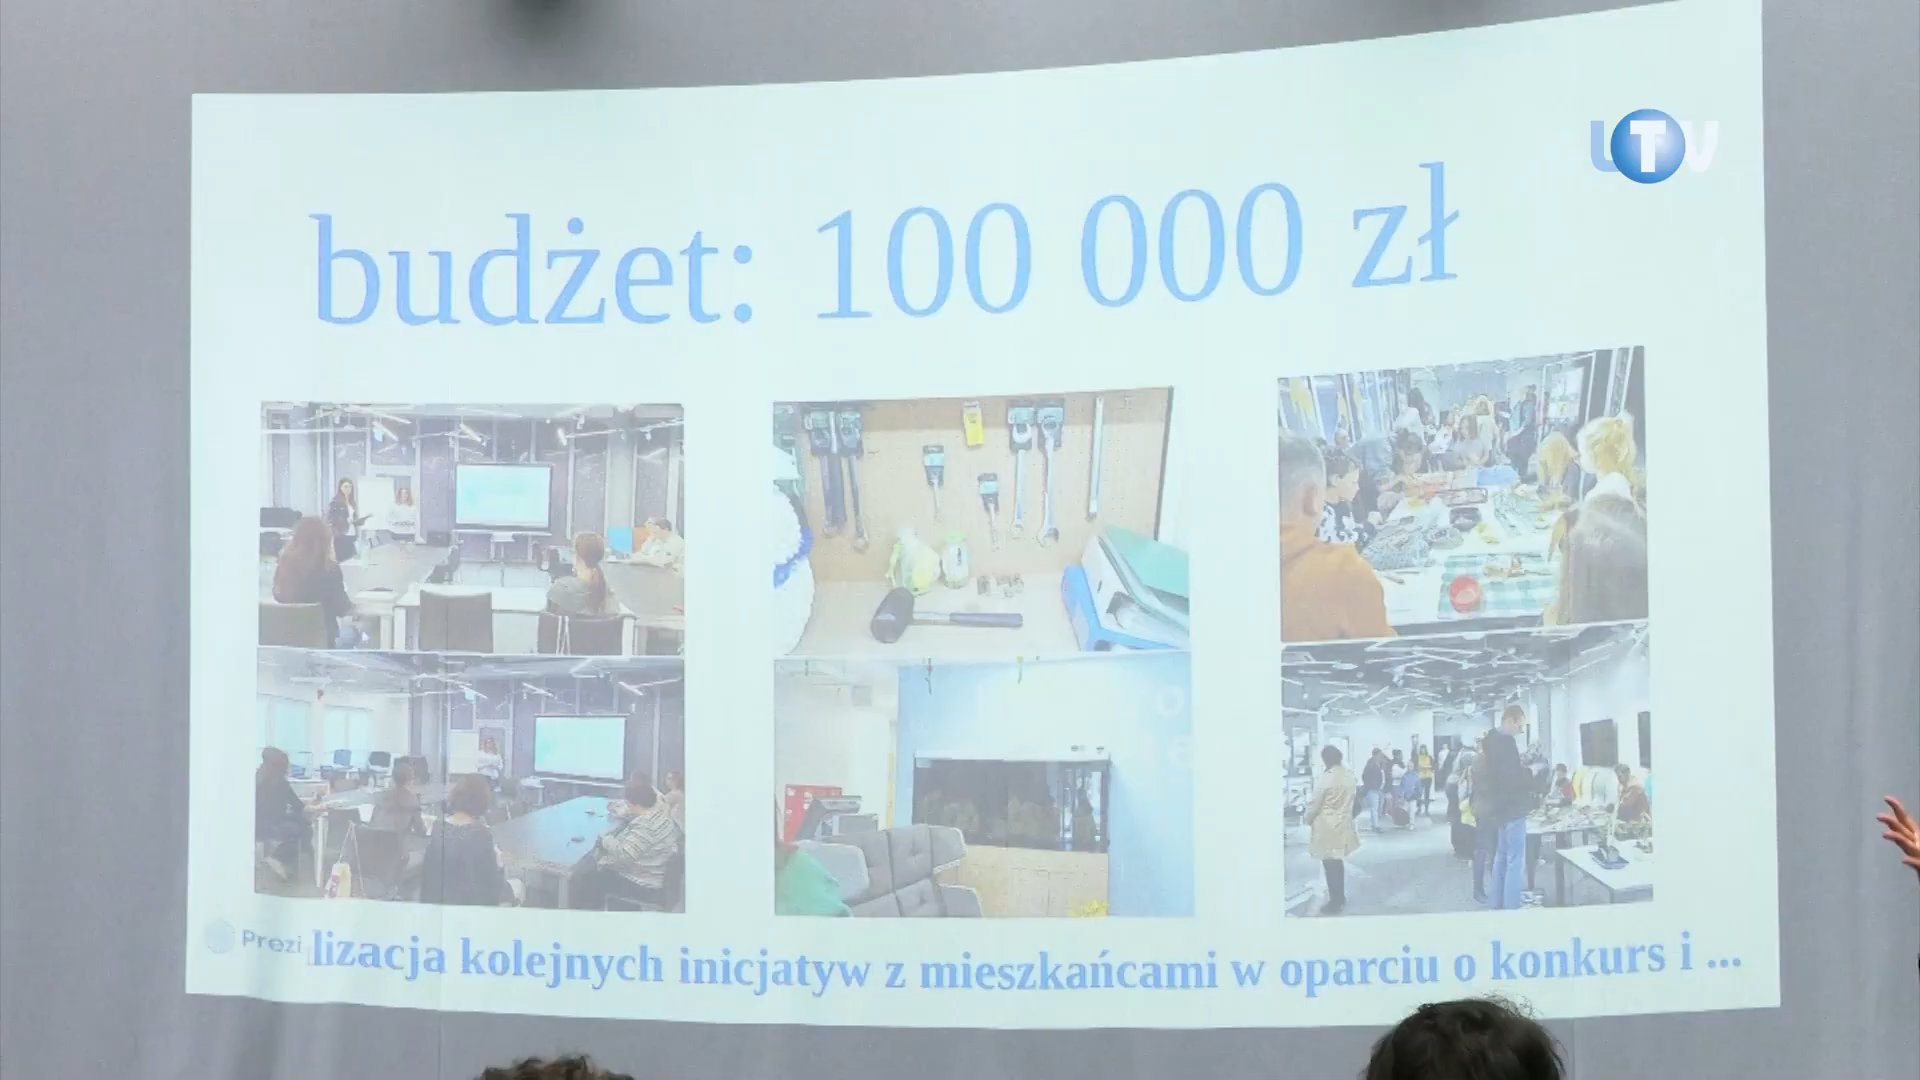 UTV
budżet: 100 000 zł
Prezi lizacja kolejnych inicjatyw z mieszkańcami w oparciu o konkurs i ...